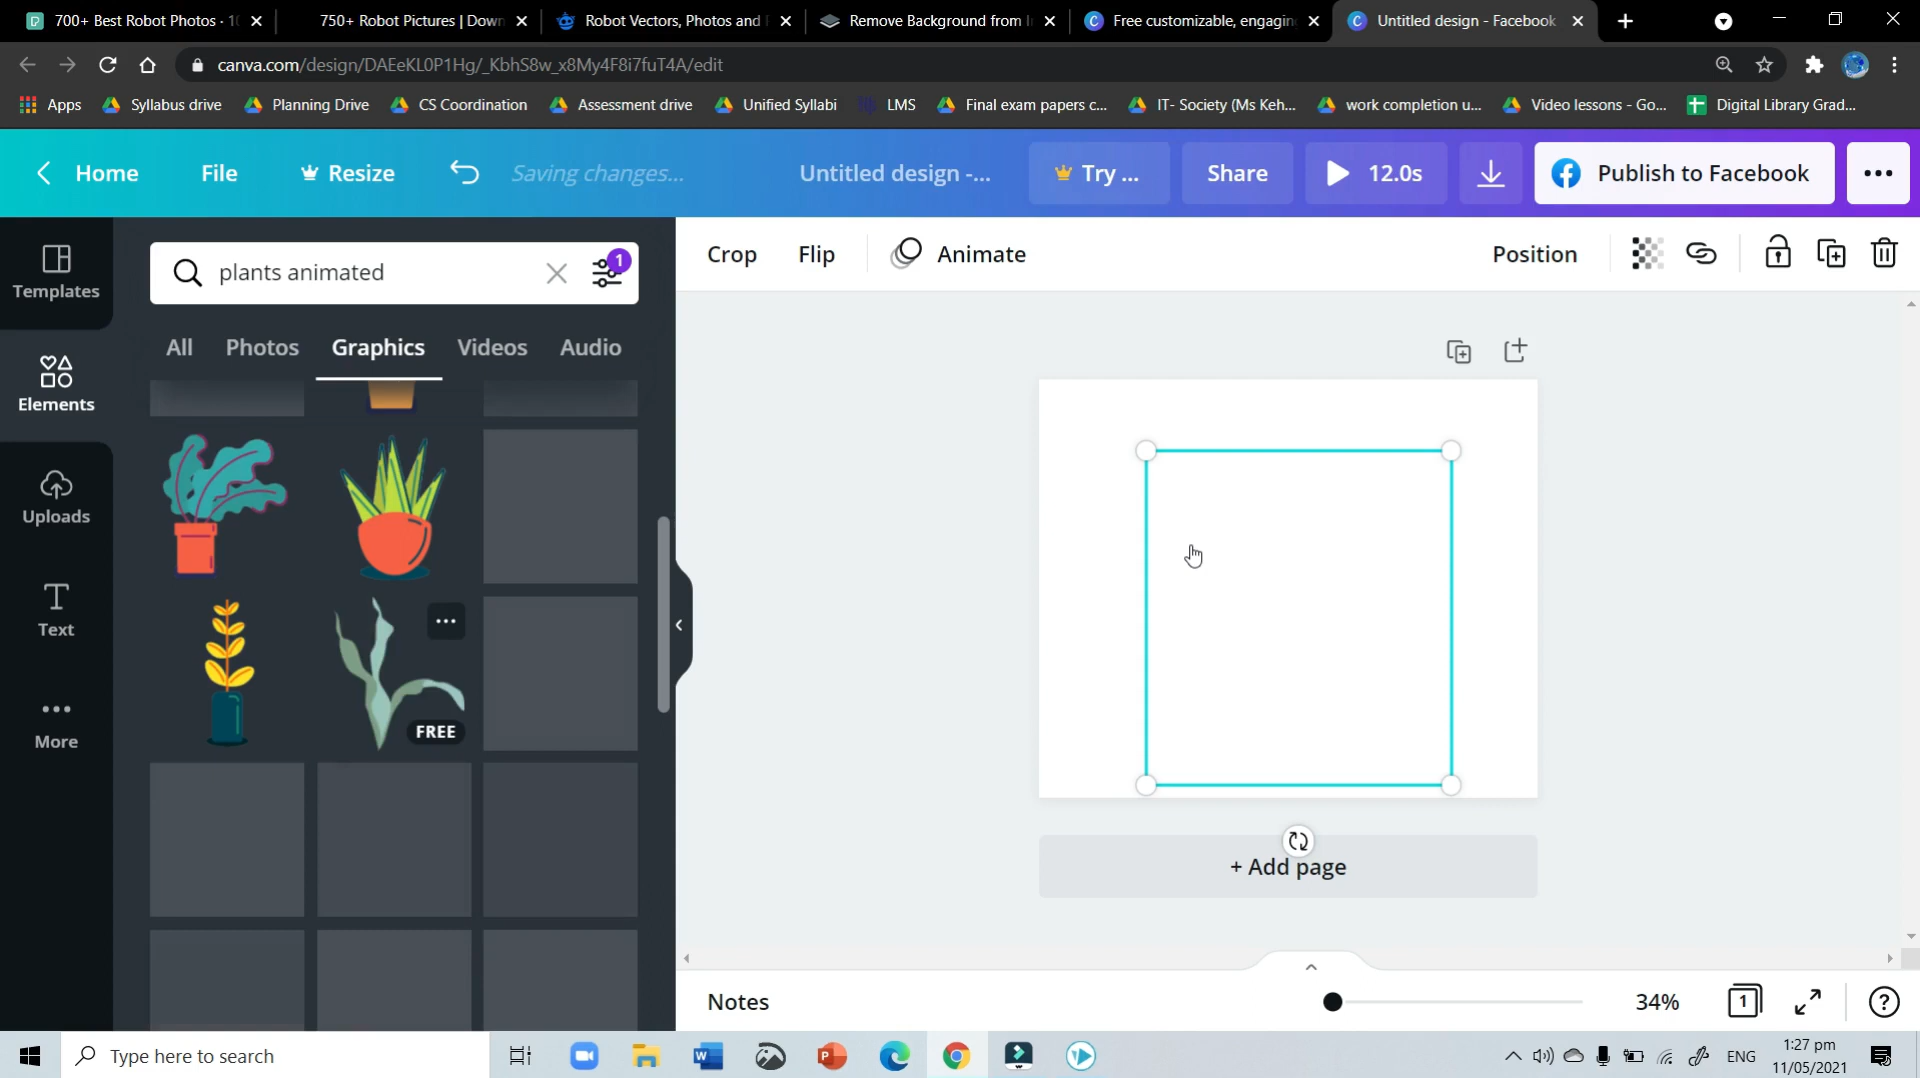 700+ Best Robot Photos · 10
750+ Robot Pictures | Down
Robot Vectors, Photos and
Remove Background from I
Free customizable, engaging
Untitled design - Facebook
canva.com/design/DAEeKL0P1Hg/_KbhS8w_x8My4F8i7fuT4A/edit
Apps
Syllabus drive
Planning Drive
CS Coordination
Assessment drive
Unified Syllabi
LMS
Final exam papers c...
IT- Society (Ms Keh...
work completion u...
Video lessons - Go...
Digital Library Grad...
Home
File
Resize
Saving changes...
Untitled design -...
Try ...
Share
12.0s
Publish to Facebook
Templates
Elements
Uploads
Text
More
plants animated
1
All
Photos
Graphics
Videos
Audio
FREE
Crop
Flip
Animate
Position
+ Add page
Notes
34%
1
Type here to search
ENG
1:27 pm
11/05/2021